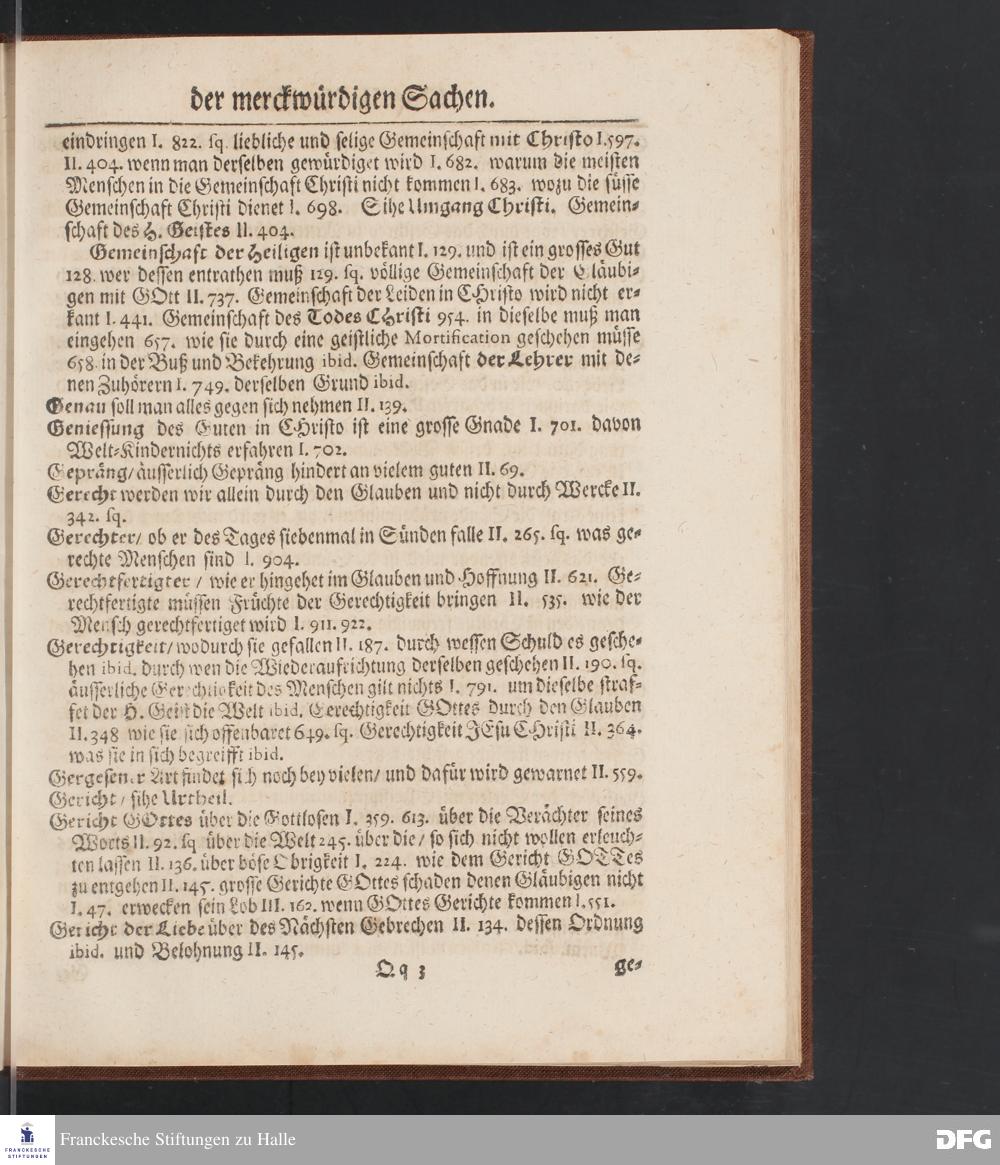 der merckwürdigen Sachen.
eindringen I. 822. sq. liebliche und selige Gemeinschaft mit Christo I.597.
II. 404. wenn man derselben gewürdiget wird I. 682. warum die meisten
Menschen in die Gemeinschaft Christi nicht kommen I. 683. wozu die süsse
Gemeinschaft Christi dienet I. 698. Sihe Umgang Christi. Gemein-
schaft des H. Geistes II. 404.
Gemeinschaft der Heiligen ist unbekant I. 129. und ist ein grosses Gut
128. wer dessen entrathen muß 129. sq. völlige Gemeinschaft der Gläubi-
gen mit GOtt II. 737. Gemeinschaft der Leiden in CHristo wird nicht er-
kant I. 441. Gemeinschaft des Todes CHristi 954. in dieselbe muß man
eingehen 657. wie sie durch eine geistliche Mortification geschehen müsse
658. in der Buß und Bekehrung ibid. Gemeinschaft der Lehrer mit de-
nen Zuhörern I. 749. derselben Grund ibid.
Genau soll man alles gegen sich nehmen II. 139.
Geniessung des Guten in CHristo ist eine grosse Gnade I. 701. davon
Welt-Kinder nichts erfahren I. 702.
Gepräng/ äusserlich Gepräng hindert an vielem guten II. 69.
Gerecht werden wir allein durch den Glauben und nicht durch Wercke II.
342. sq.
Gerechter/ ob er des Tages siebenmal in Sünden falle II. 265. sq. was ge-
rechte Menschen sind I. 904.
Gerechtfertigter / wie er hingehet im Glauben und Hoffnung II. 621. Ge-
rechtfertigte müssen Früchte der Gerechtigkeit bringen II. 535. wie der
Mensch gerechtfertiget wird I. 911. 922.
Gerechtigkeit/ wodurch sie gefallen II. 187. durch wessen Schuld es gesche-
hen ibid. durch wen die Wiederaufrichtung derselben geschehen II. 190. sq.
äusserliche Gerechtigkeit des Menschen gilt nichts I. 791. um dieselbe straf-
fet der H. Geist die Welt ibid. Gerechtigkeit GOttes durch den Glauben
II. 348 wie sie sich offenbaret 649. sq. Gerechtigkeit JEsu CHristi II. 364.
was sie in sich begreifft ibid.
Gergesener Art findet sich noch bey vielen/ und dafür wird gewarnet II. 559.
Gericht / sihe Urtheil.
Gericht GOttes über die Gottlosen I. 359. 613. über die Verächter seines
Worts II. 92. sq über die Welt 245. über die/ so sich nicht wollen erleuch-
ten lassen II. 136. über böse Obrigkeit I. 224. wie dem Gericht GOTTes
zu entgehen II. 145. grosse Gerichte GOttes schaden denen Gläubigen nicht
I. 47. erwecken sein Lob III. 162. wenn GOttes Gerichte kommen I. 551.
Gericht der Liebe über des Nächsten Gebrechen II. 134. dessen Ordnung
ibid. und Belohnung II. 145.
Qq 3 ge-
FRANCKESCHE STIFTUNGEN
Franckesche Stiftungen zu Halle
DFG